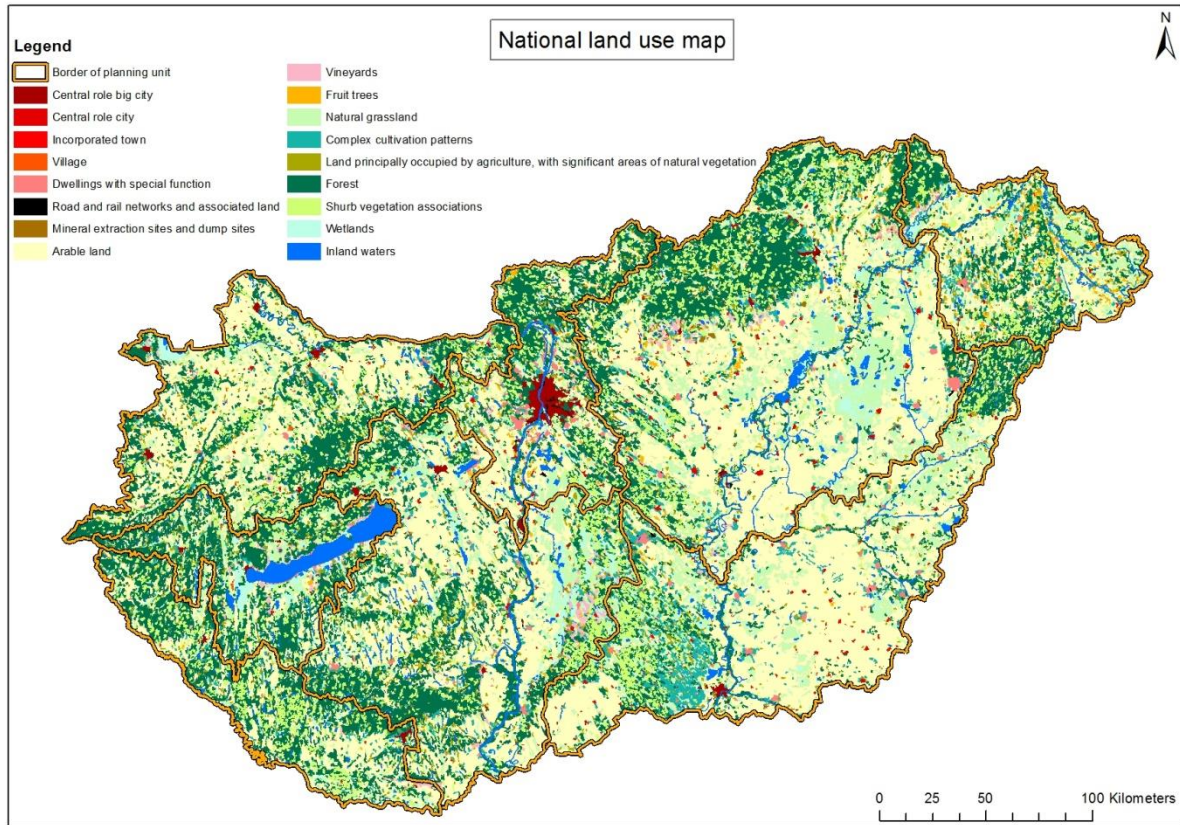 National land use map
N
Legend
Border of planning unit
Central role big city
Central role city
Incorporated town
Village
Dwellings with special function
Road and rail networks and associated land
Mineral extraction sites and dump sites
Arable land
Vineyards
Fruit trees
Natural grassland
Complex cultivation patterns
Land principally occupied by agriculture, with significant areas of natural vegetation
Forest
Shurb vegetation associations
Wetlands
Inland waters
0 25 50 100 Kilometers